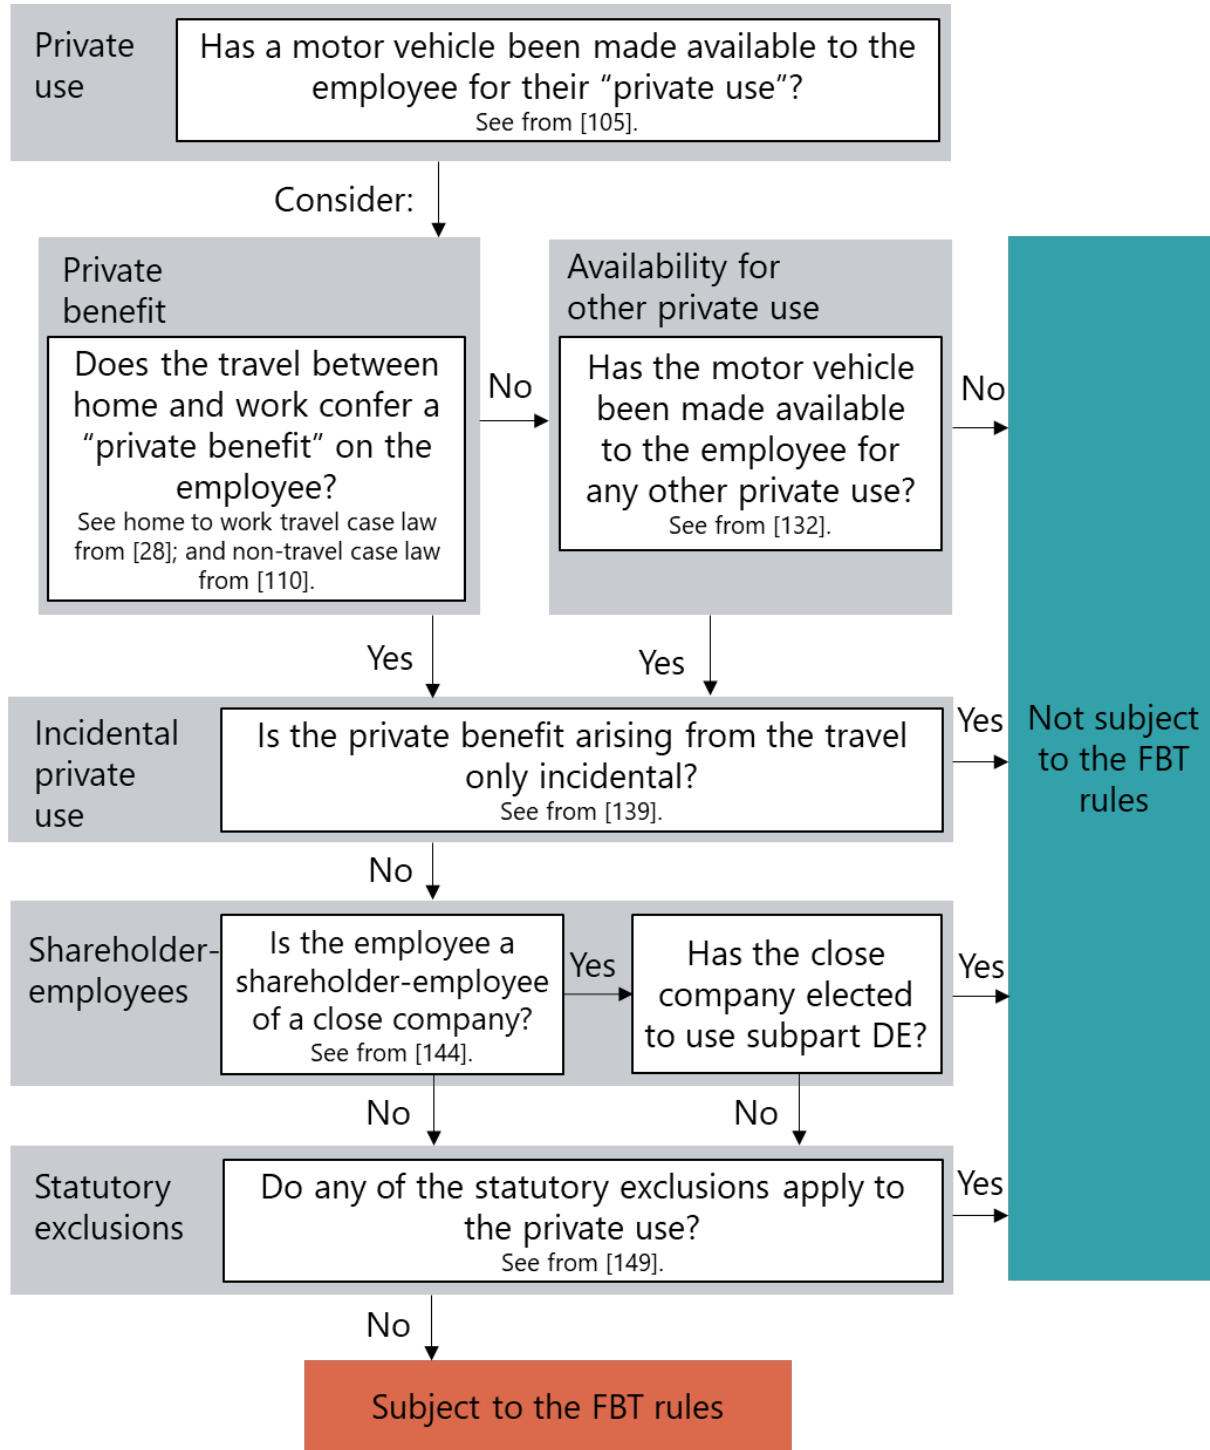 Private
use
Has a motor vehicle been made available to the
employee for their “private use”?
See from [105].
Consider:
Private
benefit
Does the travel between
home and work confer a
“private benefit” on the
employee?
See home to work travel case law
from [28]; and non-travel case law
from [110].
No
Availability for
other private use
Has the motor vehicle
been made available
to the employee for
any other private use?
See from [132].
No
Yes
Yes
Incidental
private
use
Is the private benefit arising from the travel
only incidental?
See from [139].
Yes
Not subject
to the FBT
rules
No
Shareholder-
employees
Is the employee a
shareholder-employee
of a close company?
See from [144].
Yes
Has the close
company elected
to use subpart DE?
Yes
No
No
Statutory
exclusions
Do any of the statutory exclusions apply to
the private use?
See from [149].
Yes
No
Subject to the FBT rules